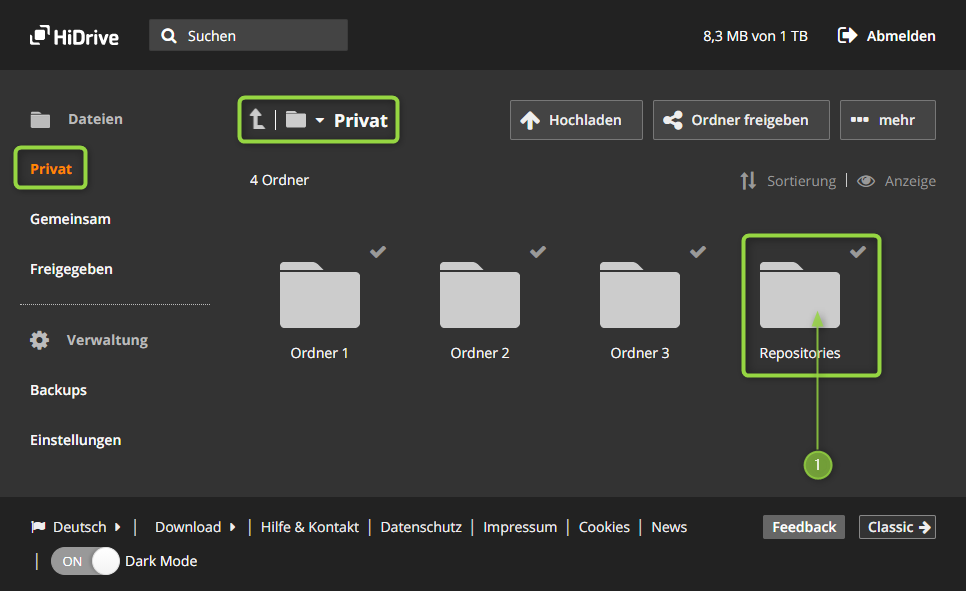 HiDrive
Suchen
8,3 MB von 1 TB
Abmelden
Dateien
Privat
Gemeinsam
Freigegeben
Verwaltung
Backups
Einstellungen
Privat
Hochladen
Ordner freigeben
mehr
4 Ordner
Sortierung
Anzeige
Ordner 1
Ordner 2
Ordner 3
Repositories
1
Deutsch | Download | Hilfe & Kontakt | Datenschutz | Impressum | Cookies | News
Feedback
Classic
| ON Dark Mode